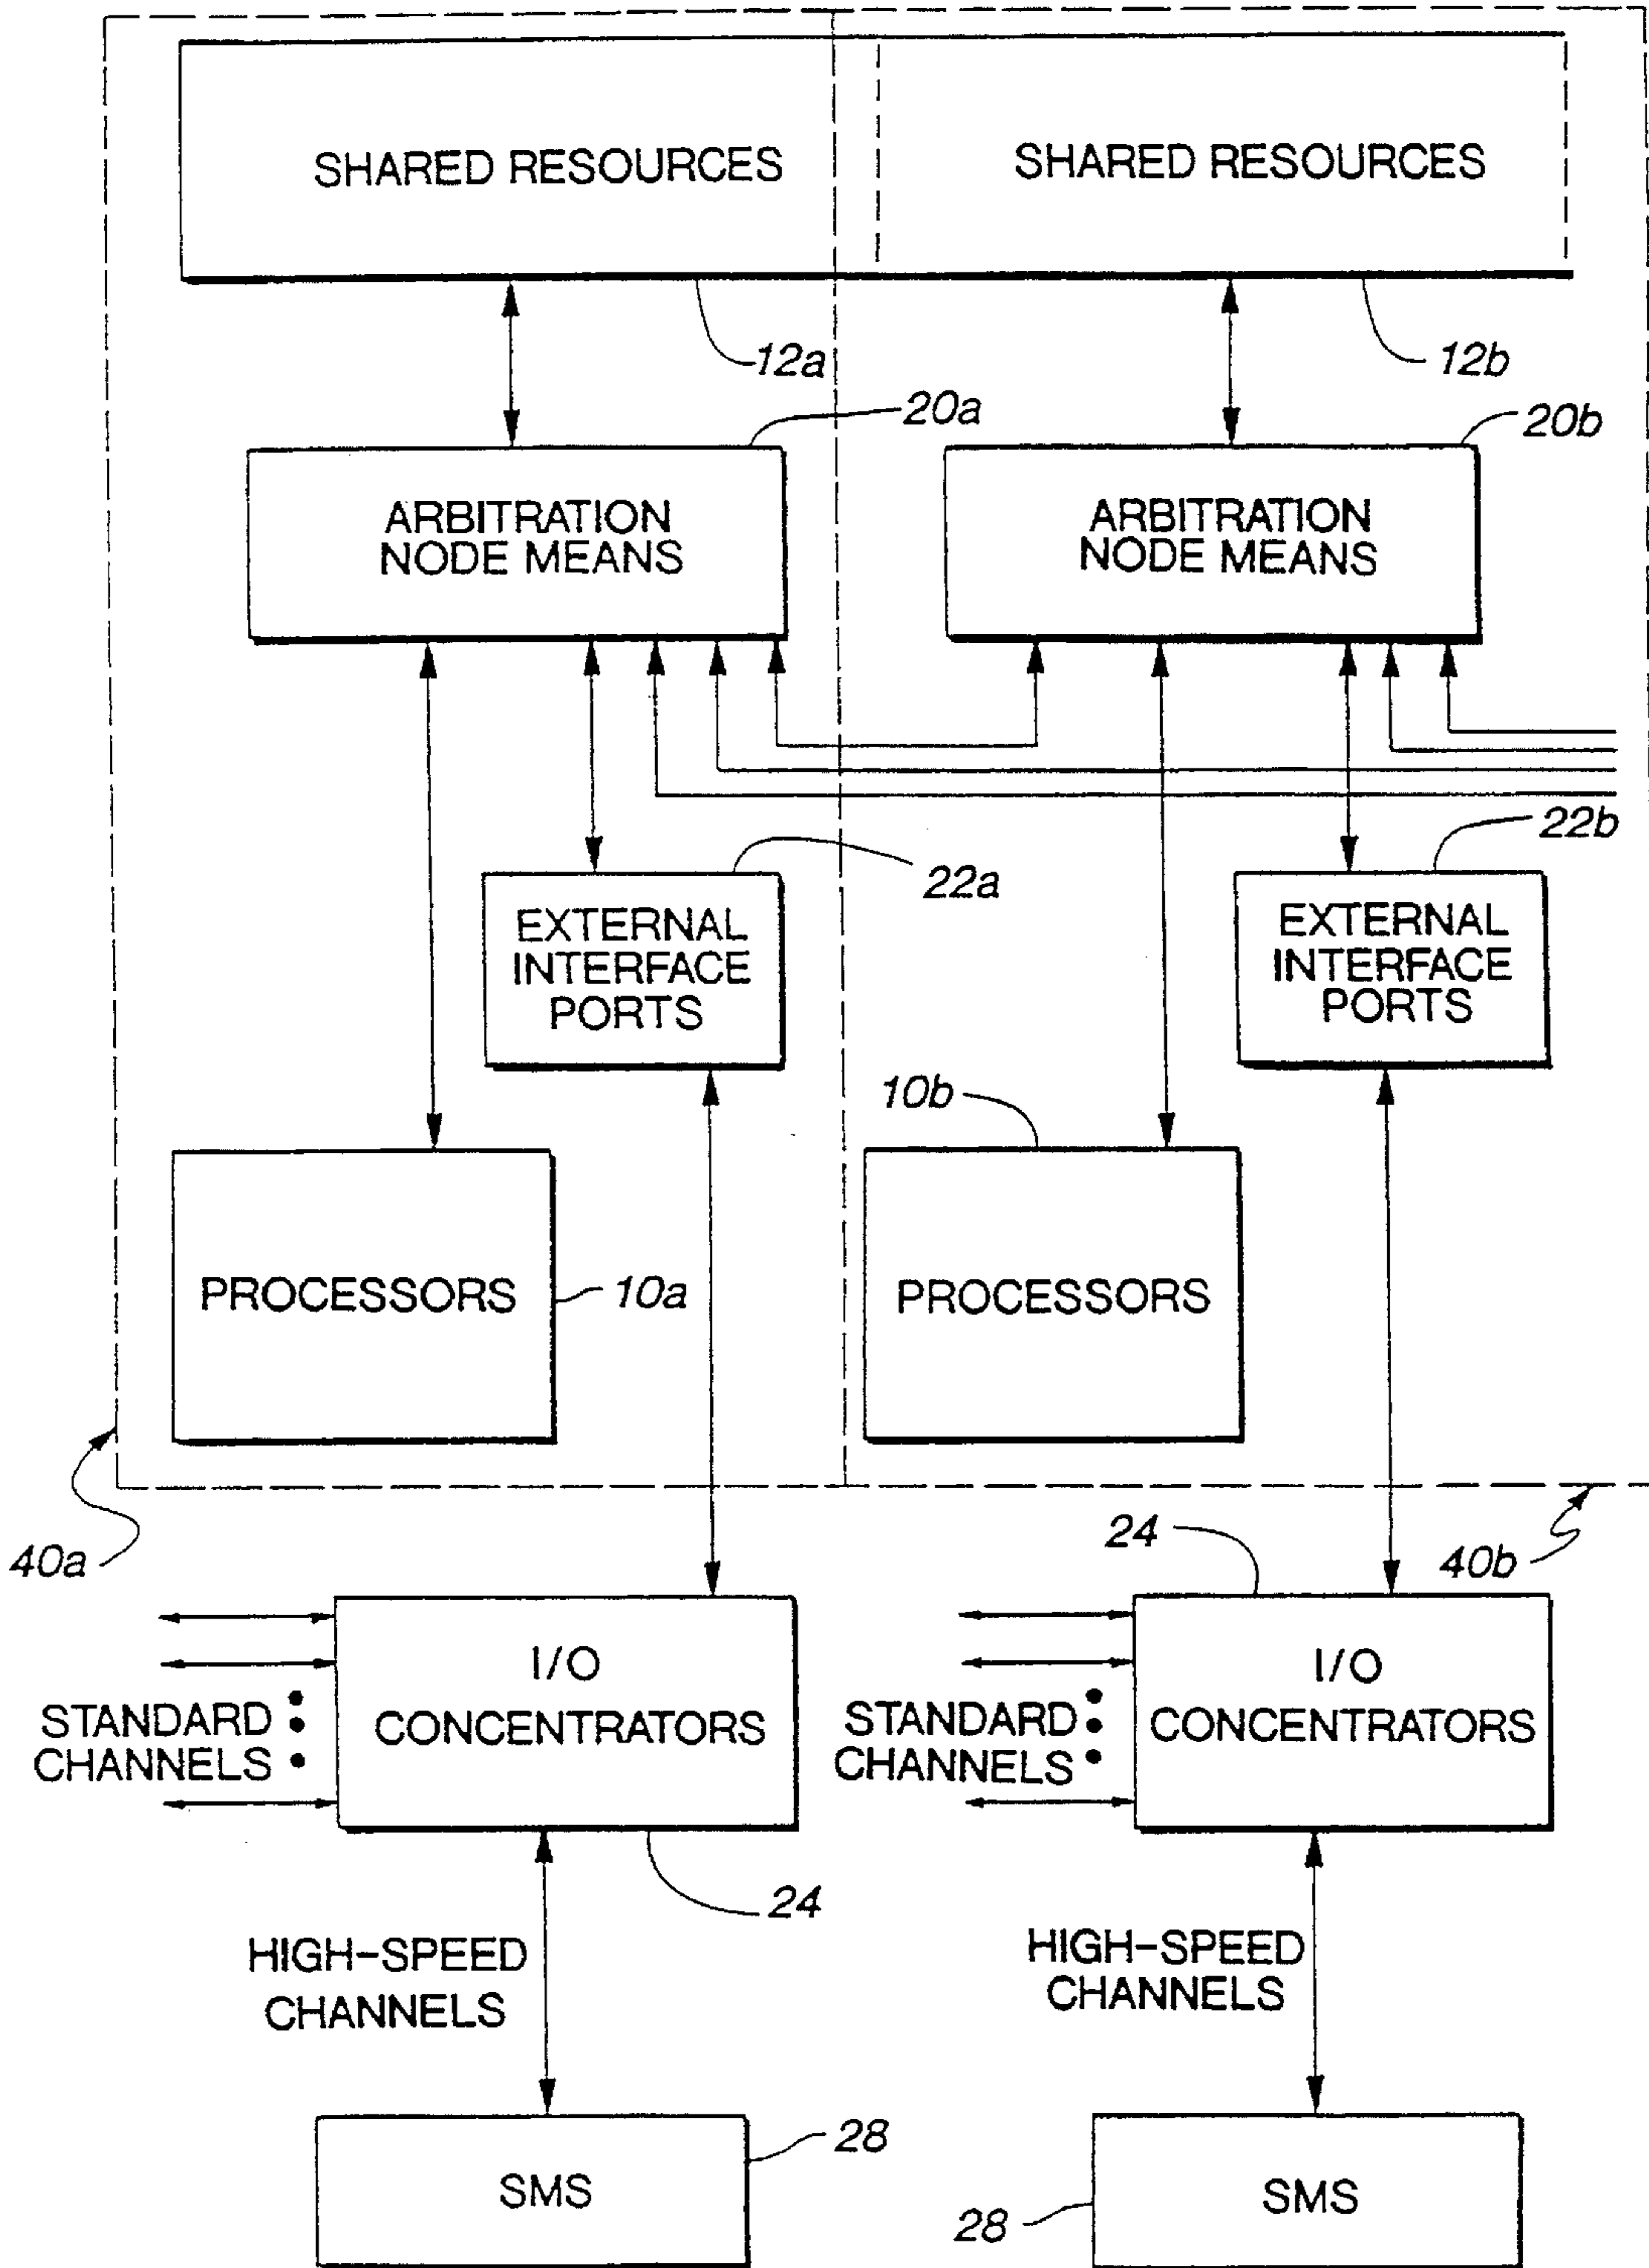 SHARED RESOURCES
SHARED RESOURCES
12a
12b
20a
20b
ARBITRATION
NODE MEANS
ARBITRATION
NODE MEANS
22a
22b
EXTERNAL
INTERFACE
PORTS
EXTERNAL
INTERFACE
PORTS
10b
PROCESSORS
10a
PROCESSORS
40a
40b
24
24
I/O
CONCENTRATORS
I/O
CONCENTRATORS
STANDARD
CHANNELS
STANDARD
CHANNELS
HIGH-SPEED
CHANNELS
HIGH-SPEED
CHANNELS
SMS
28
28
SMS